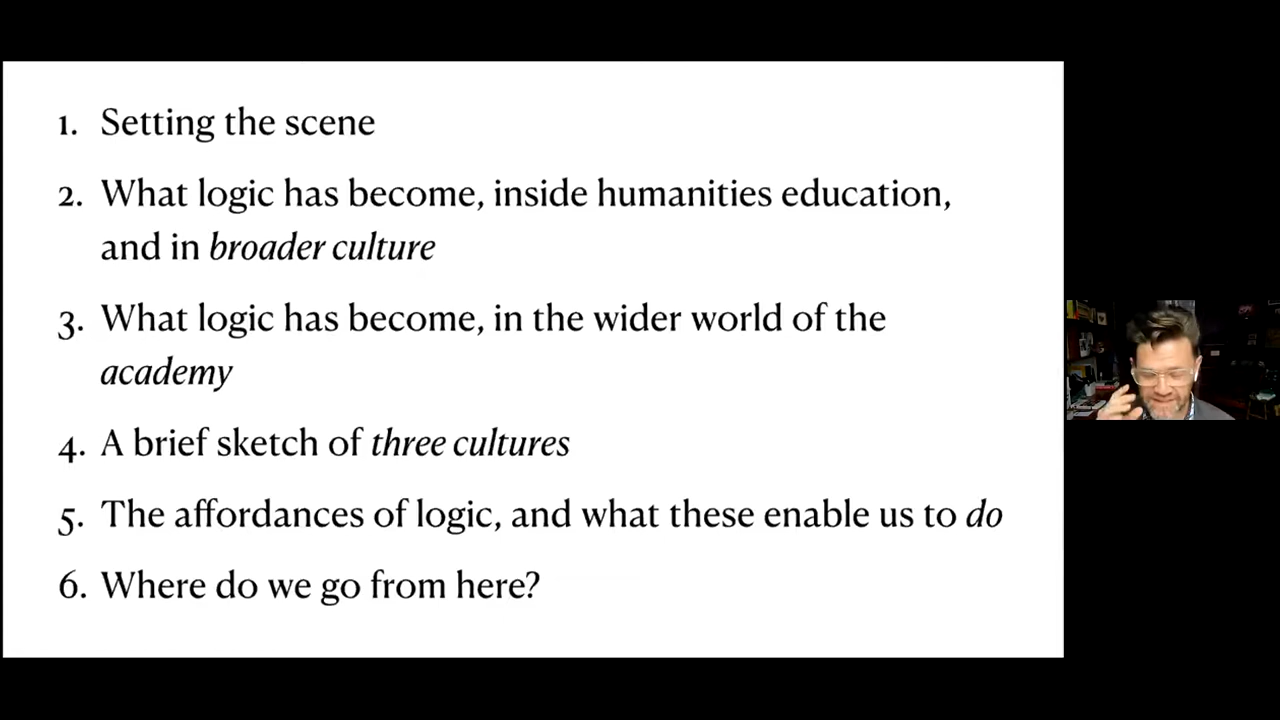 1. Setting the scene
2. What logic has become, inside humanities education,
and in broader culture
3. What logic has become, in the wider world of the
academy
4. A brief sketch of three cultures
5. The affordances of logic, and what these enable us to do
6. Where do we go from here?